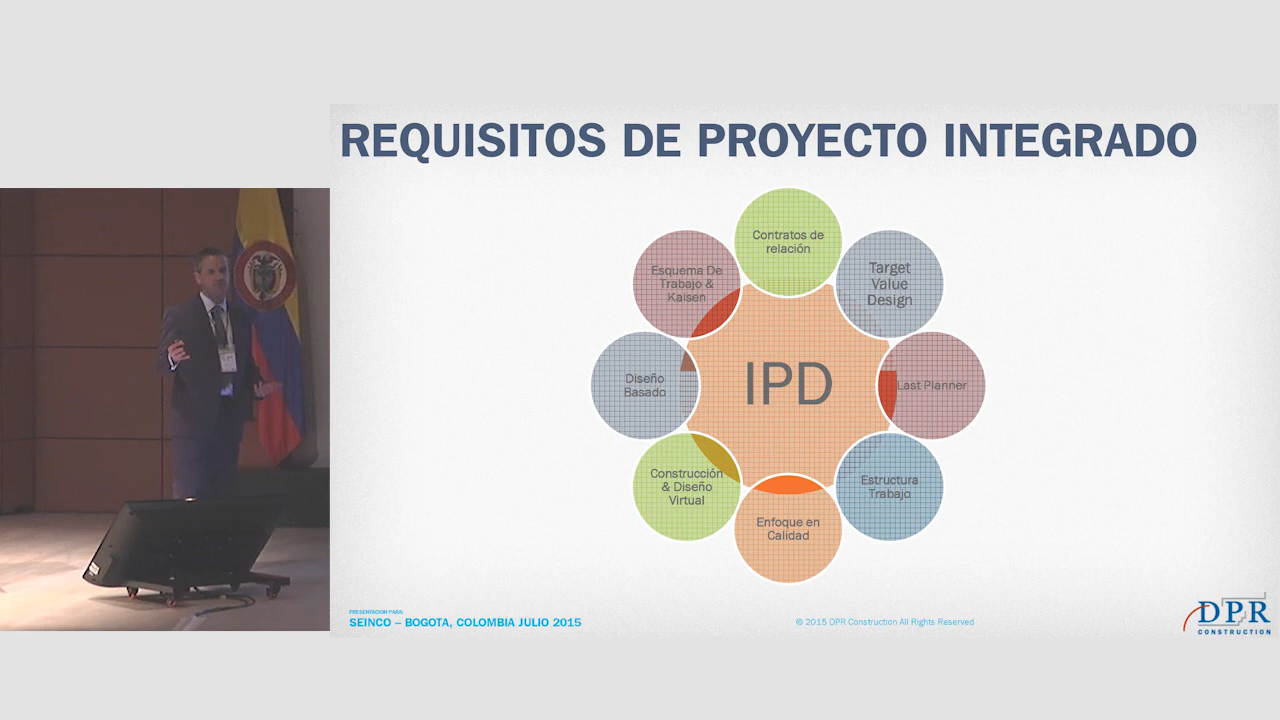 REQUISITOS DE PROYECTO INTEGRADO
Contratos de
relación
Target
Value
Design
Last Planner
Estructura
Trabajo
Enfoque en
Calidad
Construcción
& Diseño
Virtual
Diseño
Basado
Esquema De
Trabajo &
Kaisen
IPD
PRESENTACION PARA:
SEINCO – BOGOTA, COLOMBIA JULIO 2015
© 2015 DPR Construction All Rights Reserved
DPR
CONSTRUCTION